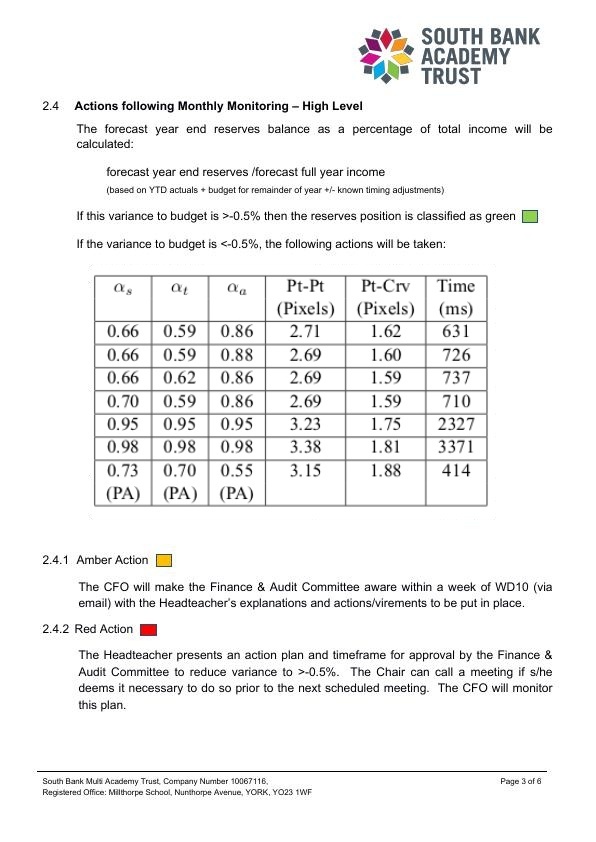 SOUTH BANK
ACADEMY
TRUST
2.4 Actions following Monthly Monitoring – High Level
The forecast year end reserves balance as a percentage of total income will be
calculated:
forecast year end reserves /forecast full year income
(based on YTD actuals + budget for remainder of year +/- known timing adjustments)
If this variance to budget is >-0.5% then the reserves position is classified as green
If the variance to budget is <-0.5%, the following actions will be taken:
αs αt αa Pt-Pt Pt-Crv Time
(Pixels) (Pixels) (ms)
0.66 0.59 0.86 2.71 1.62 631
0.66 0.59 0.88 2.69 1.60 726
0.66 0.62 0.86 2.69 1.59 737
0.70 0.59 0.86 2.69 1.59 710
0.95 0.95 0.95 3.23 1.75 2327
0.98 0.98 0.98 3.38 1.81 3371
0.73 0.70 0.55 3.15 1.88 414
(PA) (PA) (PA)
2.4.1 Amber Action
The CFO will make the Finance & Audit Committee aware within a week of WD10 (via
email) with the Headteacher's explanations and actions/virements to be put in place.
2.4.2 Red Action
The Headteacher presents an action plan and timeframe for approval by the Finance &
Audit Committee to reduce variance to >-0.5%. The Chair can call a meeting if s/he
deems it necessary to do so prior to the next scheduled meeting. The CFO will monitor
this plan.
South Bank Multi Academy Trust, Company Number 10067116, Page 3 of 6
Registered Office: Millthorpe School, Nunthorpe Avenue, YORK, YO23 1WF